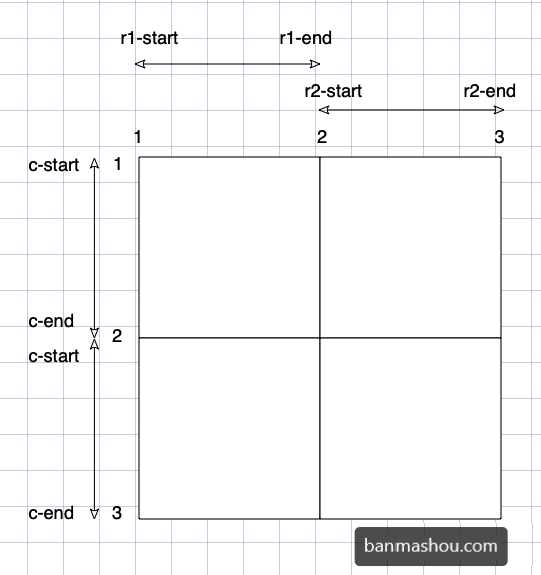 r1-start r1-end
r2-start r2-end
1 2 3
c-start 1
c-end
2
c-start
c-end 3
banmashou.com